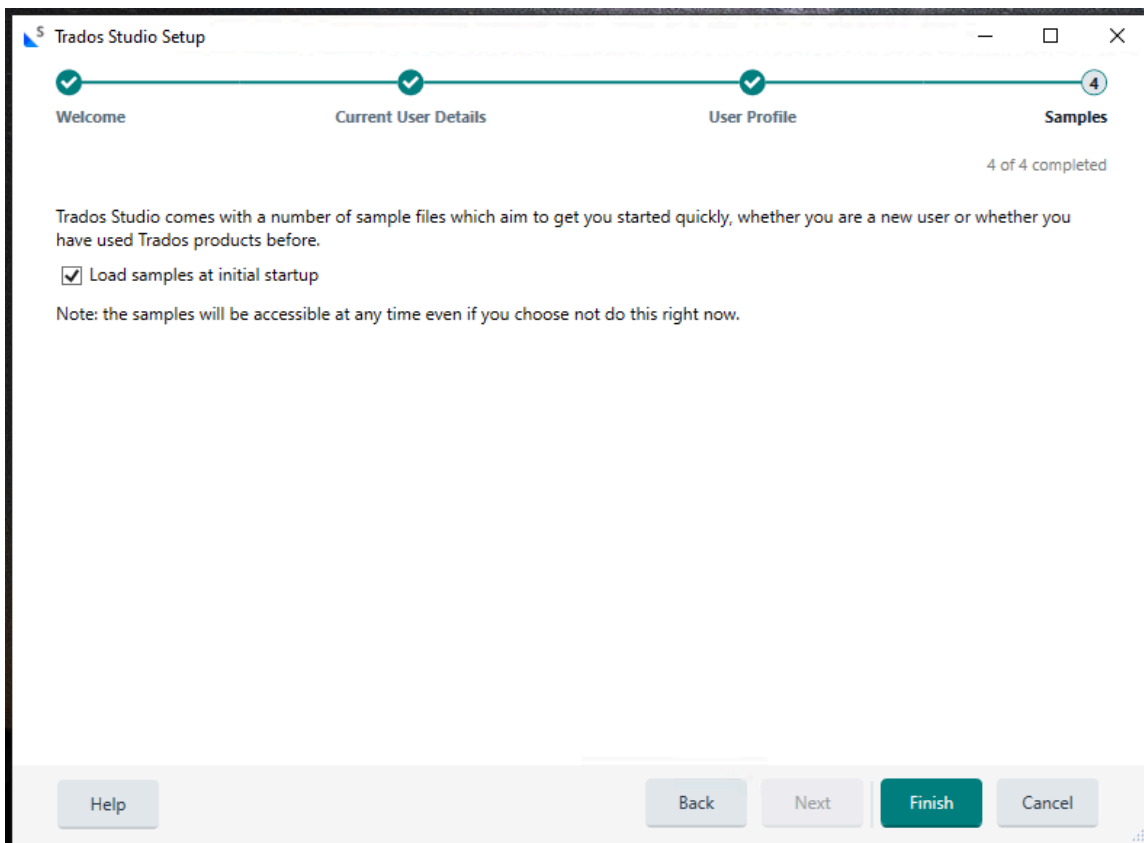 S Trados Studio Setup
4
Welcome Current User Details User Profile Samples
4 of 4 completed
Trados Studio comes with a number of sample files which aim to get you started quickly, whether you are a new user or whether you
have used Trados products before.
Load samples at initial startup
Note: the samples will be accessible at any time even if you choose not do this right now.
Help Back Next Finish Cancel